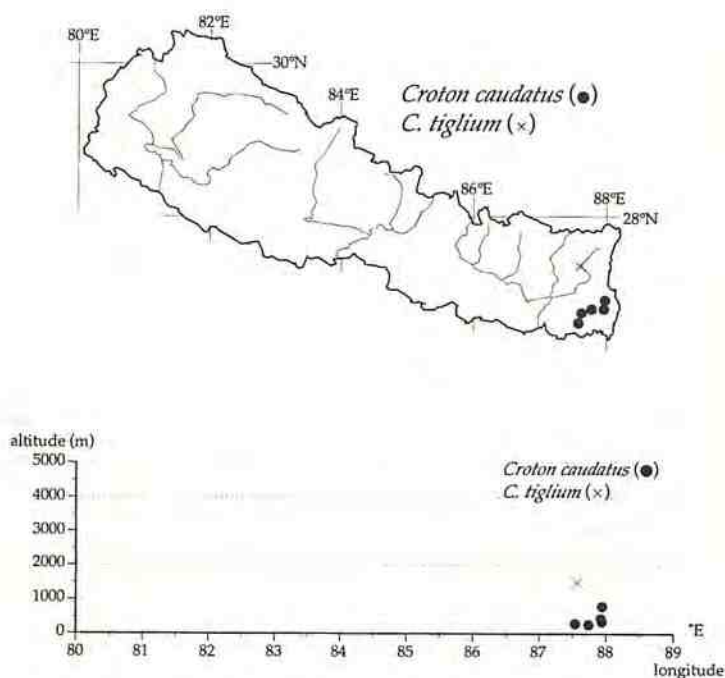 82°E
80°E
30°N
84°E
Croton caudatus (●)
C. tiglium (×)
86°E
88°E
28°N
altitude (m)
5000
4000
3000
2000
1000
0
Croton caudatus (●)
C. tiglium (×)
°E
80 81 82 83 84 85 86 87 88 89
longitude